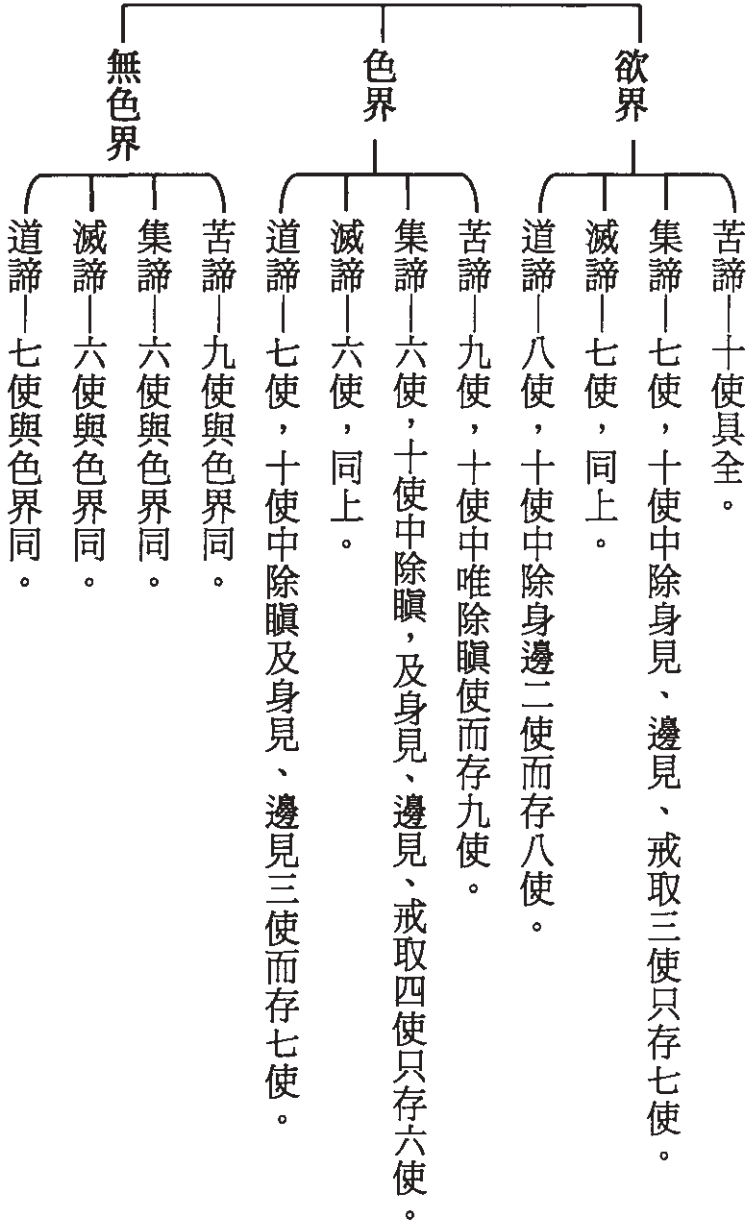 欲界
苦諦—十使具全。
集諦—七使，十使中除身見、邊見、戒取三使只存七使。
滅諦—七使，同上。
道諦—八使，十使中除身邊二使而存八使。
色界
苦諦—九使，十使中唯除瞋使而存九使。
集諦—六使，十使中除瞋，及身見、邊見、戒取四使只存六使。
滅諦—六使，同上。
道諦—七使，十使中除瞋及身見、邊見三使而存七使。
無色界
苦諦—九使與色界同。
集諦—六使與色界同。
滅諦—六使與色界同。
道諦—七使與色界同。